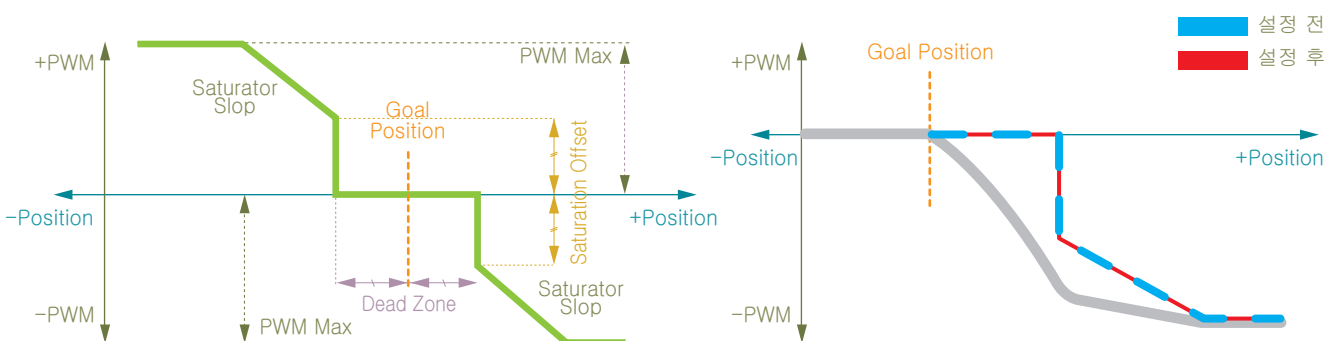 +PWM
PWM Max
Saturator
Slop
Goal
Position
Saturation Offset
-Position
+Position
Dead Zone
Saturator
Slop
-PWM
PWM Max
설정 전
설정 후
Goal Position
+PWM
-Position
+Position
-PWM